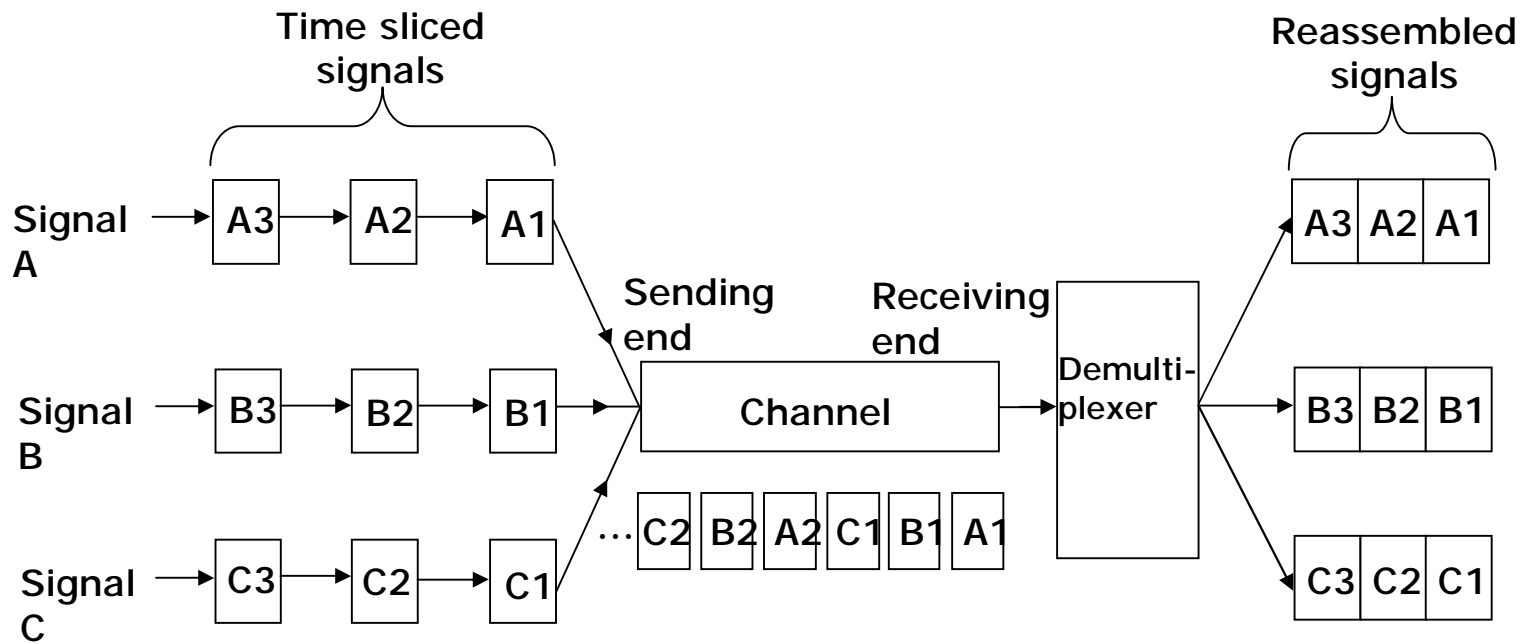 Time sliced
signals
Reassembled
signals
Signal
A
A3 A2 A1
A3 A2 A1
Sending
end
Receiving
end
Signal
B
B3 B2 B1
Channel
Demulti-
plexer
B3 B2 B1
... C2 B2 A2 C1 B1 A1
Signal
C
C3 C2 C1
C3 C2 C1